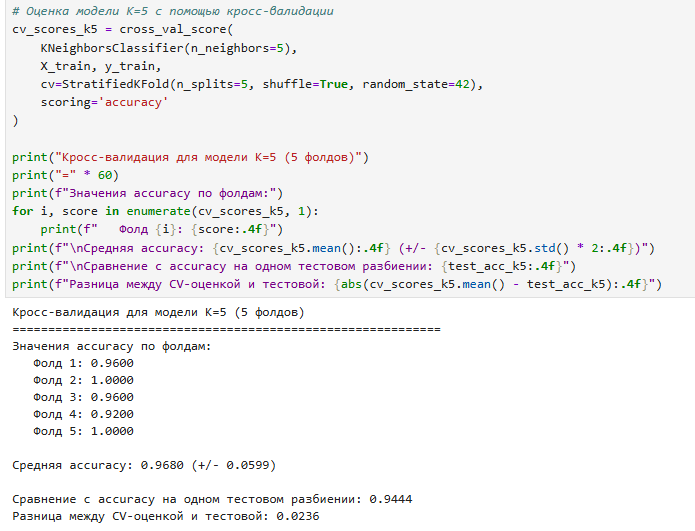 # Оценка модели K=5 с помощью кросс-валидации
cv_scores_k5 = cross_val_score(
    KNeighborsClassifier(n_neighbors=5),
    X_train, y_train,
    cv=StratifiedKFold(n_splits=5, shuffle=True, random_state=42),
    scoring='accuracy'
)

print("Кросс-валидация для модели K=5 (5 фолдов)")
print("=" * 60)
print(f"Значения accuracy по фолдам:")
for i, score in enumerate(cv_scores_k5, 1):
    print(f"   Фолд {i}: {score:.4f}")
print(f"\nСредняя accuracy: {cv_scores_k5.mean():.4f} (+/- {cv_scores_k5.std() * 2:.4f})")
print(f"\nСравнение с accuracy на одном тестовом разбиении: {test_acc_k5:.4f}")
print(f"Разница между CV-оценкой и тестовой: {abs(cv_scores_k5.mean() - test_acc_k5):.4f}")
Кросс-валидация для модели K=5 (5 фолдов)
============================================================
Значения accuracy по фолдам:
   Фолд 1: 0.9600
   Фолд 2: 1.0000
   Фолд 3: 0.9600
   Фолд 4: 0.9200
   Фолд 5: 1.0000

Средняя accuracy: 0.9680 (+/- 0.0599)

Сравнение с accuracy на одном тестовом разбиении: 0.9444
Разница между CV-оценкой и тестовой: 0.0236